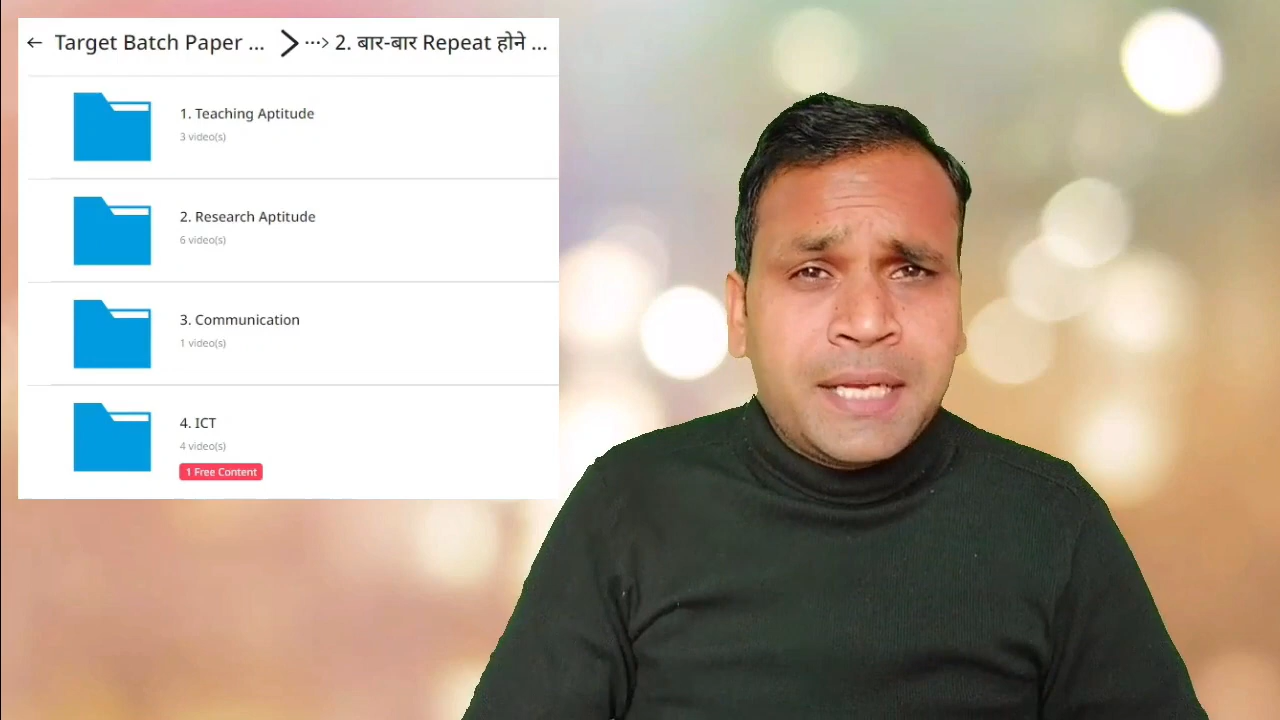 Target Batch Paper ... ...> 2. बार-बार Repeat होने ...
1. Teaching Aptitude
3 video(s)
2. Research Aptitude
6 video(s)
3. Communication
1 video(s)
4. ICT
4 video(s)
1 Free Content